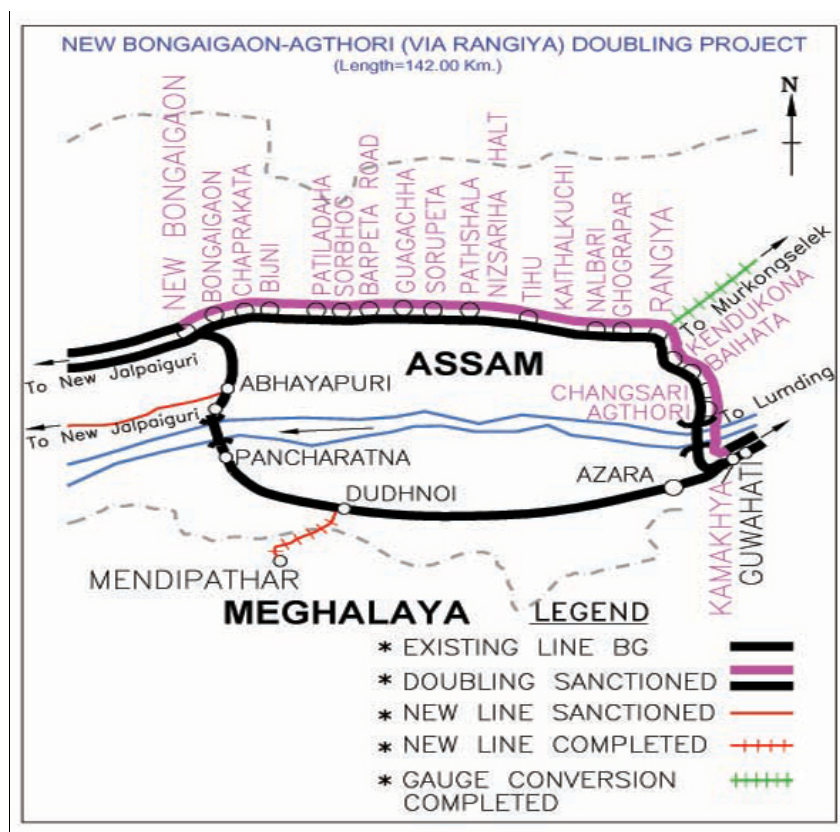 NEW BONGAIGAON-AGTHORI (VIA RANGIYA) DOUBLING PROJECT
(Length=142.00 Km.)
N
NEW BONGAIGAON
BONGAIGAON
CHAPRAKATA
BIJNI
PATILADAHA
SORBHOG
BARPETA ROAD
GUAGACHHA
SORUPETA
PATHSHALA
NIZSARIHA HALT
TIHU
KAITHALKUCHI
NALBARI
GHOGRAPAR
RANGIYA
To Murkongselek
KENDUKONA
BAIHATA
To New Jalpaiguri
ASSAM
ABHAYAPURI
CHANGSARI
AGTHORI
To Lumding
To New Jalpaiguri
PANCHARATNA
AZARA
DUDHNOI
KAMAKHYA
GUWAHATI
MENDIPATHAR
MEGHALAYA
LEGEND
* EXISTING LINE BG
* DOUBLING SANCTIONED
* NEW LINE SANCTIONED
* NEW LINE COMPLETED
* GAUGE CONVERSION
COMPLETED